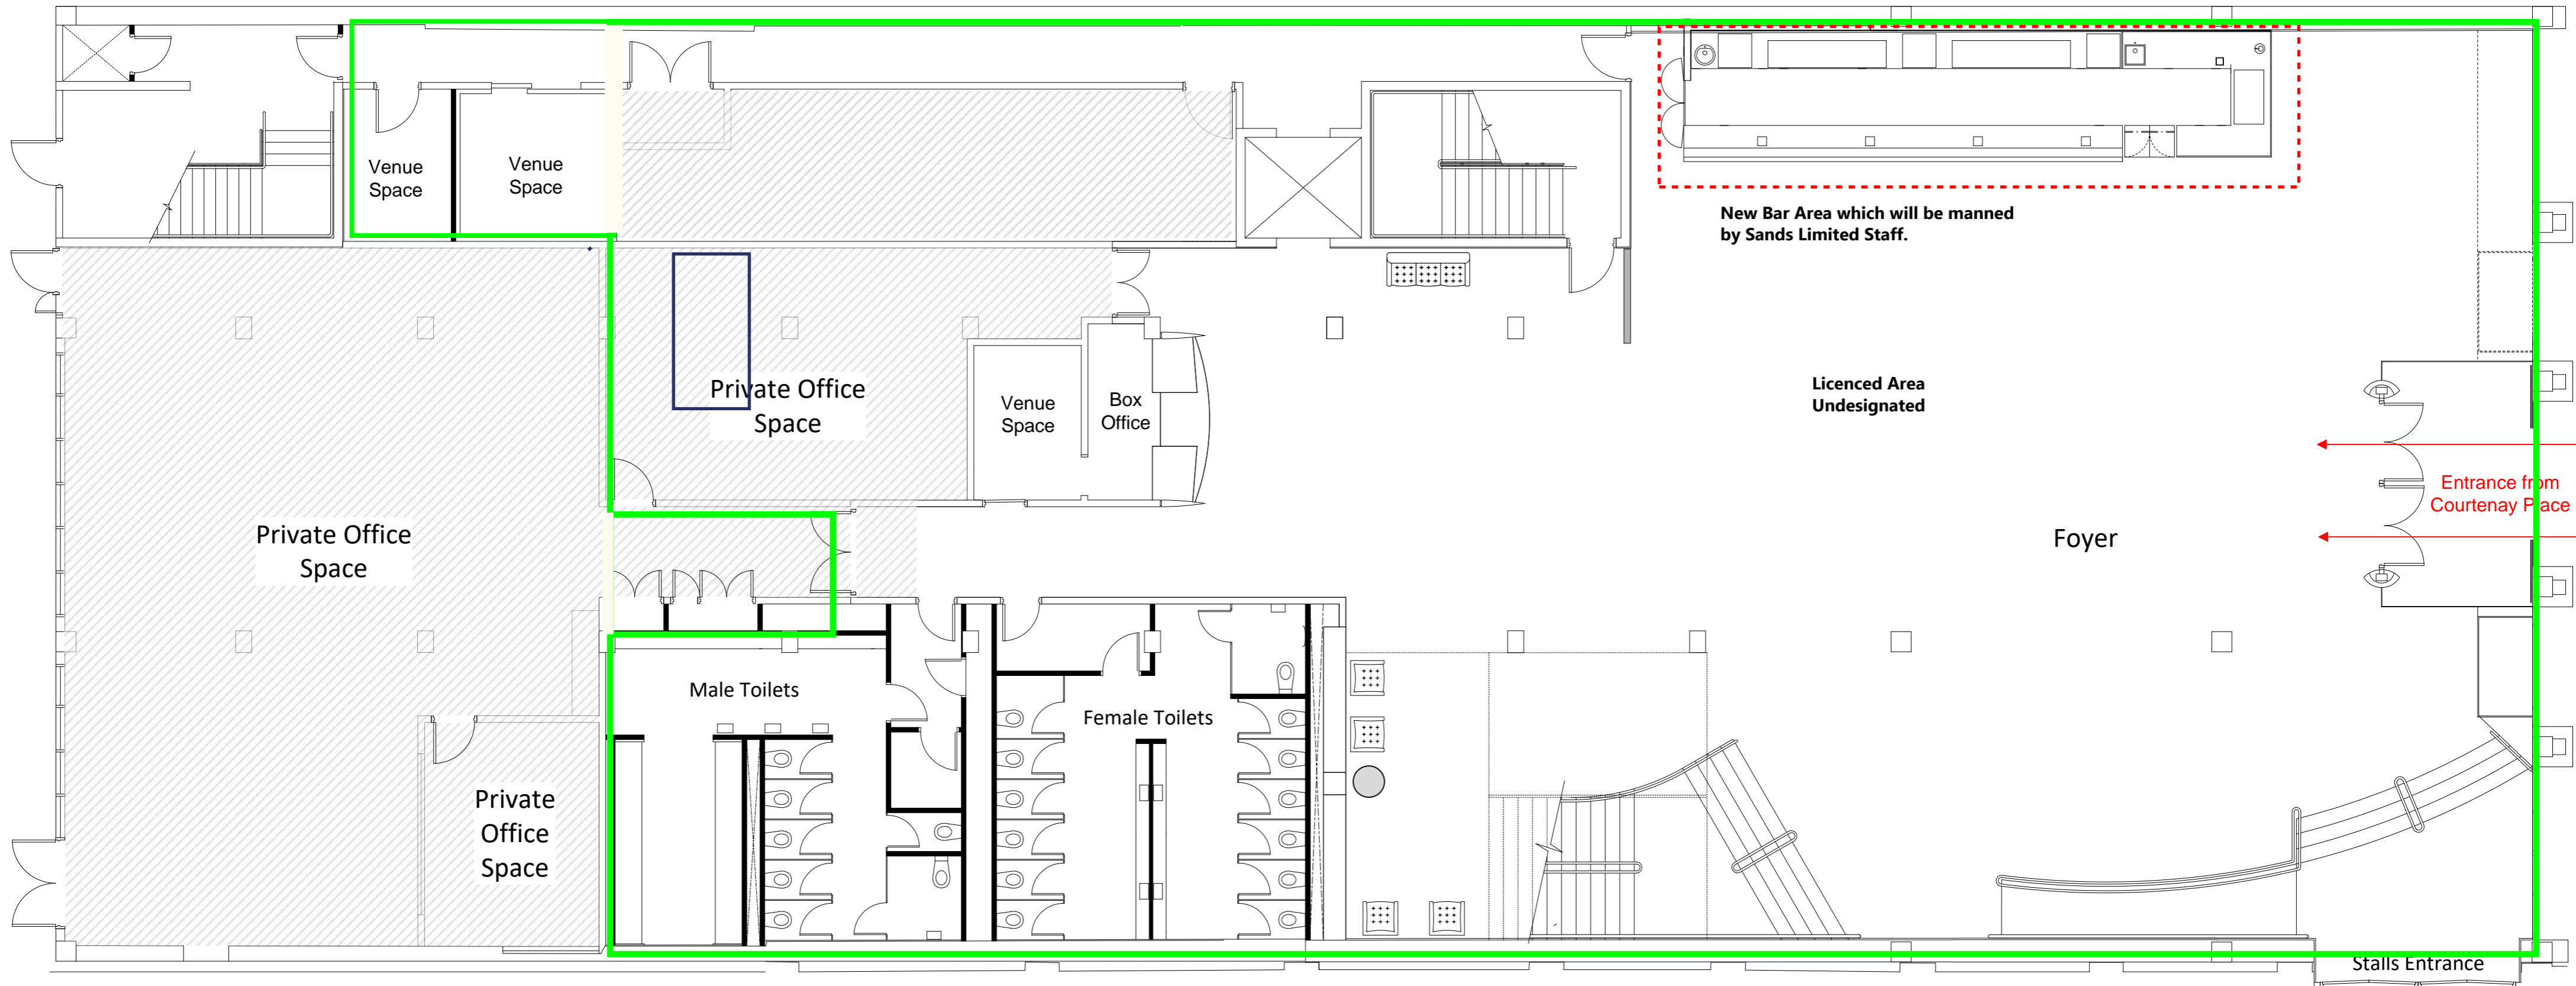 Venue
Space
Venue
Space
New Bar Area which will be manned
by Sands Limited Staff.
Private Office
Space
Venue
Space
Box
Office
Licenced Area
Undesignated
Entrance from
Courtenay Place
Private Office
Space
Foyer
Male Toilets
Female Toilets
Private
Office
Space
Stalls Entrance